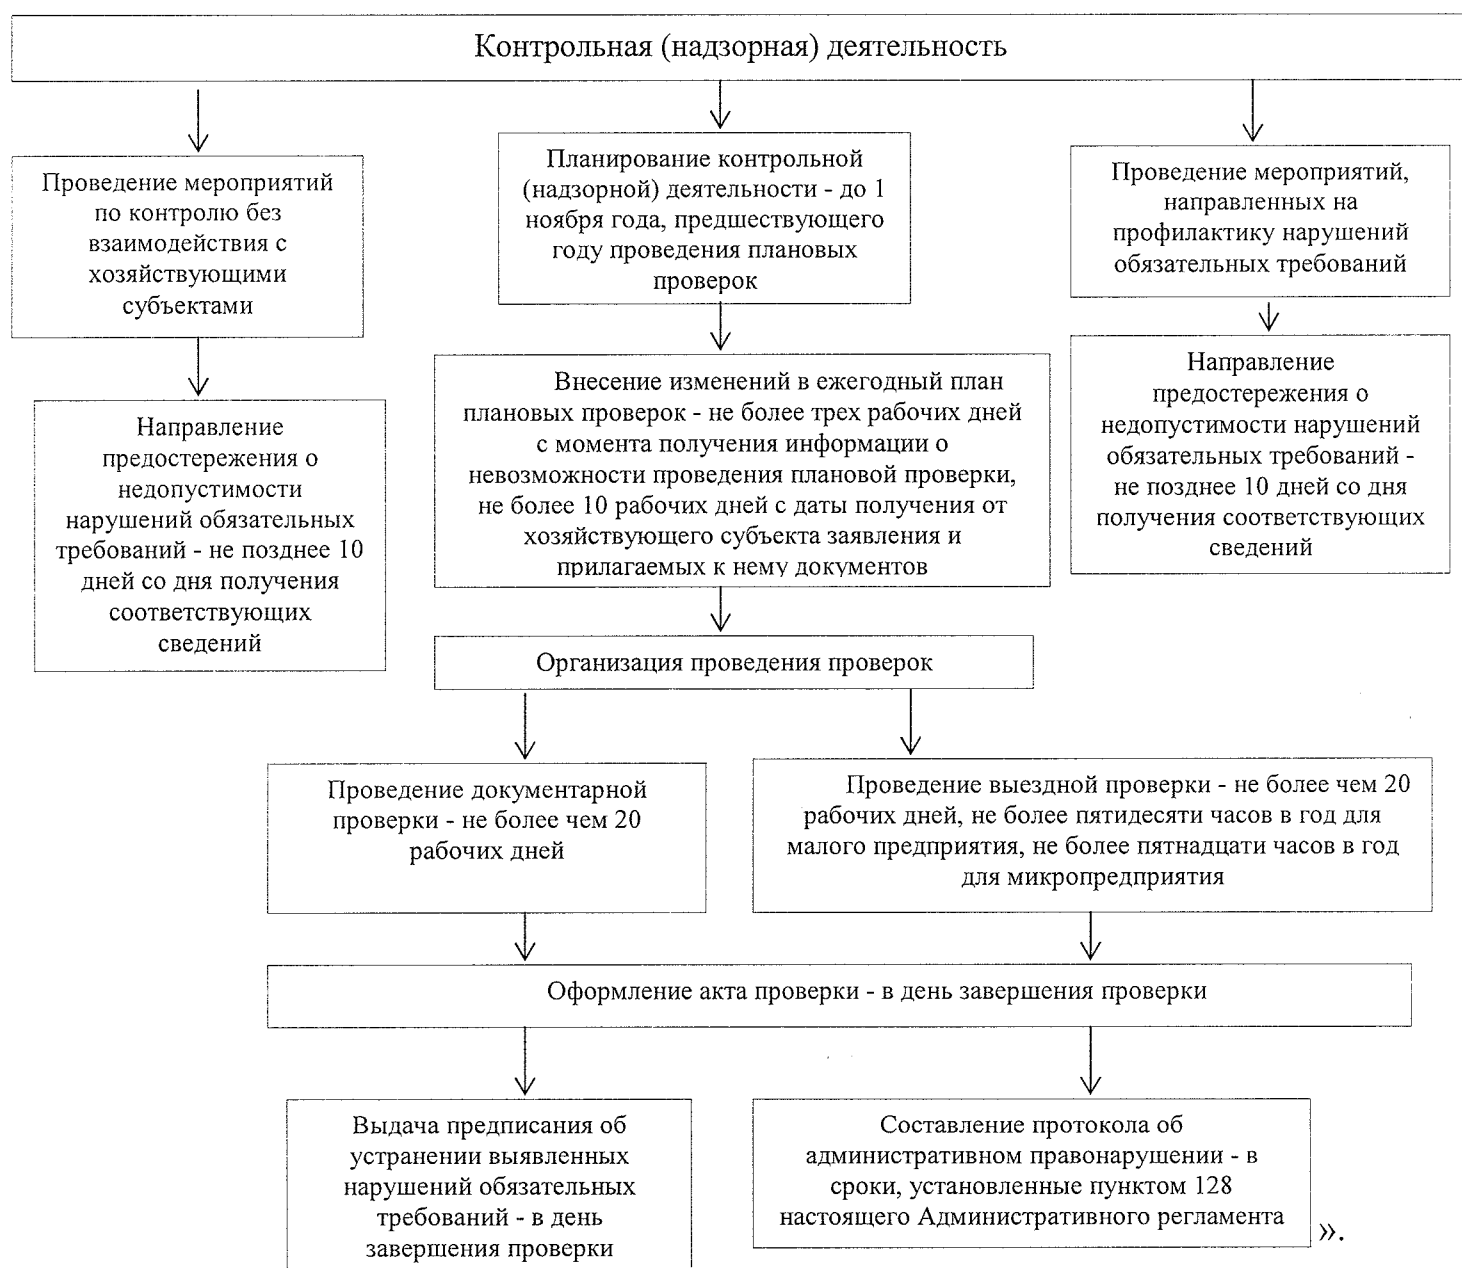 Контрольная (надзорная) деятельность
Проведение мероприятий
по контролю без
взаимодействия с
хозяйствующими
субъектами
Планирование контрольной
(надзорной) деятельности - до 1
ноября года, предшествующего
году проведения плановых
проверок
Проведение мероприятий,
направленных на
профилактику нарушений
обязательных требований
Направление
предостережения о
недопустимости
нарушений обязательных
требований - не позднее 10
дней со дня получения
соответствующих
сведений
Внесение изменений в ежегодный план
плановых проверок - не более трех рабочих дней
с момента получения информации о
невозможности проведения плановой проверки,
не более 10 рабочих дней с даты получения от
хозяйствующего субъекта заявления и
прилагаемых к нему документов
Направление
предостережения о
недопустимости нарушений
обязательных требований -
не позднее 10 дней со дня
получения соответствующих
сведений
Организация проведения проверок
Проведение документарной
проверки - не более чем 20
рабочих дней
Проведение выездной проверки - не более чем 20
рабочих дней, не более пятидесяти часов в год для
малого предприятия, не более пятнадцати часов в год
для микропредприятия
Оформление акта проверки - в день завершения проверки
Выдача предписания об
устранении выявленных
нарушений обязательных
требований - в день
завершения проверки
Составление протокола об
административном правонарушении - в
сроки, установленные пунктом 128
настоящего Административного регламента
».